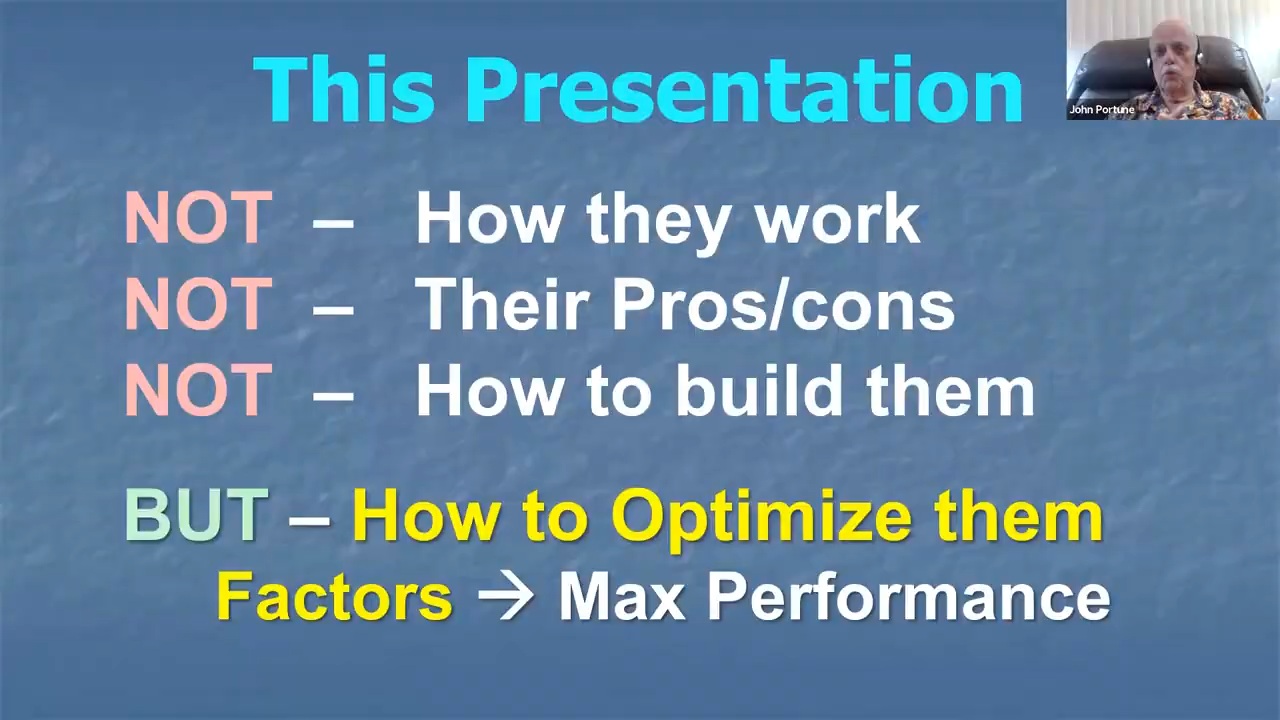 This Presentation
John Portune
NOT – How they work
NOT – Their Pros/cons
NOT – How to build them
BUT – How to Optimize them
Factors → Max Performance